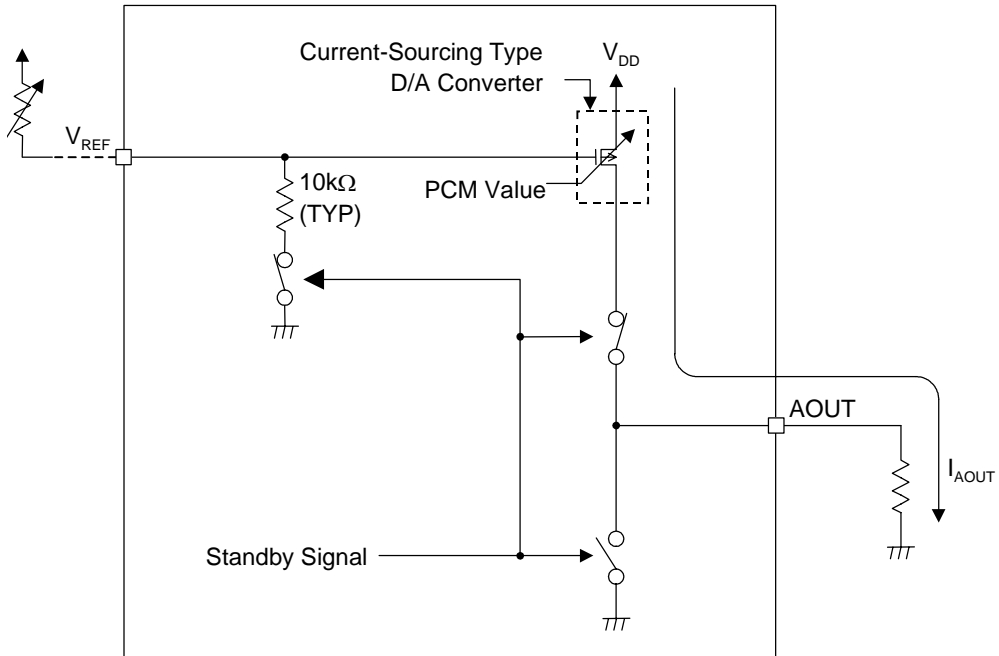 Current-Sourcing Type
D/A Converter
V_DD
V_REF
10kΩ
(TYP)
PCM Value
AOUT
I_AOUT
Standby Signal